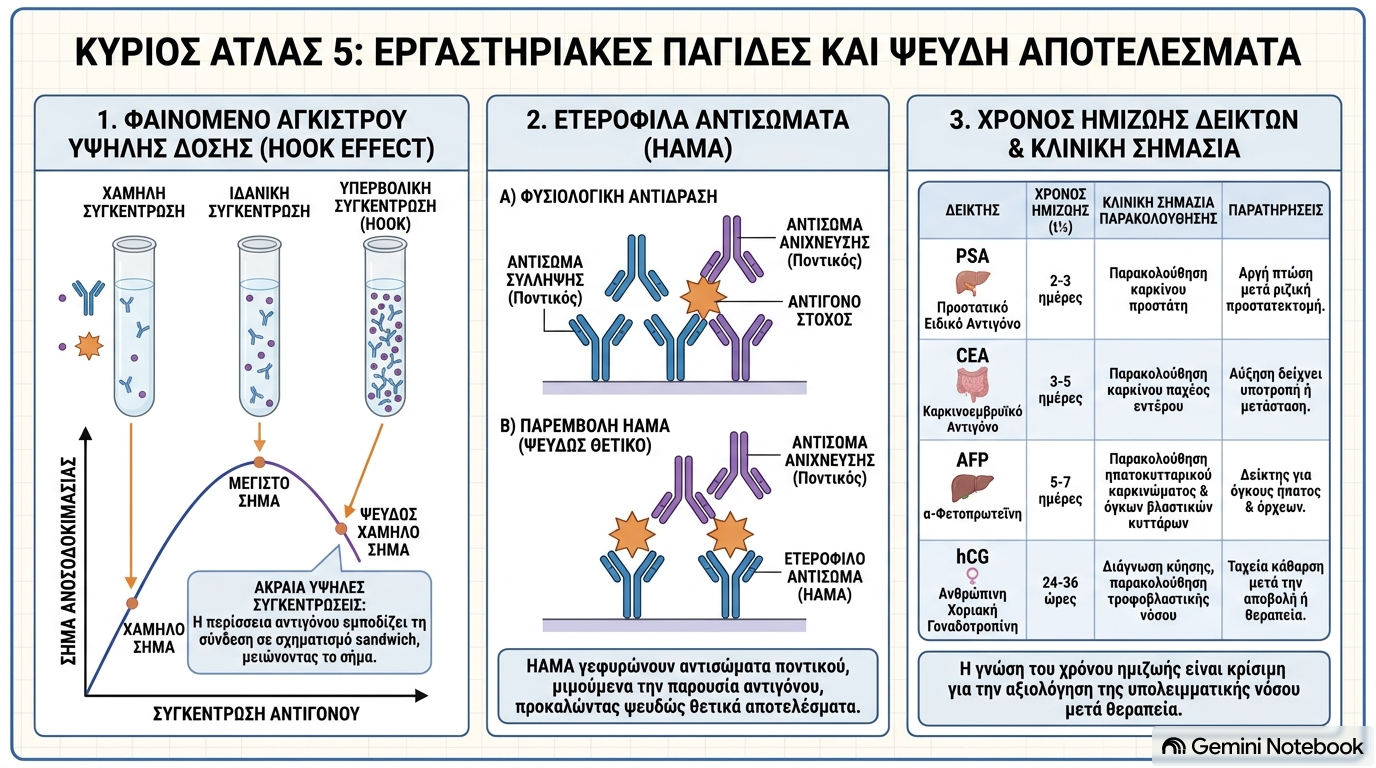 ΚΥΡΙΟΣ ΑΤΛΑΣ 5: ΕΡΓΑΣΤΗΡΙΑΚΕΣ ΠΑΓΙΔΕΣ ΚΑΙ ΨΕΥΔΗ ΑΠΟΤΕΛΕΣΜΑΤΑ
1. ΦΑΙΝΟΜΕΝΟ ΑΓΚΙΣΤΡΟΥ
ΥΨΗΛΗΣ ΔΟΣΗΣ (HOOK EFFECT)
ΧΑΜΗΛΗ
ΣΥΓΚΕΝΤΡΩΣΗ
ΙΔΑΝΙΚΗ
ΣΥΓΚΕΝΤΡΩΣΗ
ΥΠΕΡΒΟΛΙΚΗ
ΣΥΓΚΕΝΤΡΩΣΗ
(HOOK)
ΣΗΜΑ ΑΝΟΣΟΔΟΚΙΜΑΣΙΑΣ
ΜΕΓΙΣΤΟ
ΣΗΜΑ
ΨΕΥΔΩΣ
ΧΑΜΗΛΟ
ΣΗΜΑ
ΧΑΜΗΛΟ
ΣΗΜΑ
ΑΚΡΑΙΑ ΥΨΗΛΕΣ
ΣΥΓΚΕΝΤΡΩΣΕΙΣ:
Η περίσσεια αντιγόνου εμποδίζει τη
σύνδεση σε σχηματισμό sandwich,
μειώνοντας το σήμα.
ΣΥΓΚΕΝΤΡΩΣΗ ΑΝΤΙΓΟΝΟΥ
2. ΕΤΕΡΟΦΙΛΑ ΑΝΤΙΣΩΜΑΤΑ
(HAMA)
Α) ΦΥΣΙΟΛΟΓΙΚΗ ΑΝΤΙΔΡΑΣΗ
ΑΝΤΙΣΩΜΑ
ΣΥΛΛΗΨΗΣ
(Ποντικός)
ΑΝΤΙΣΩΜΑ
ΑΝΙΧΝΕΥΣΗΣ
(Ποντικός)
ΑΝΤΙΓΟΝΟ
ΣΤΟΧΟΣ
Β) ΠΑΡΕΜΒΟΛΗ HAMA
(ΨΕΥΔΩΣ ΘΕΤΙΚΟ)
ΑΝΤΙΣΟΜΑ
ΑΝΙΧΝΕΥΣΗΣ
(Ποντικός)
ΕΤΕΡΟΦΙΛΟ
ΑΝΤΙΣΩΜΑ
(HAMA)
HAMA γεφυρώνουν αντισώματα ποντικού,
μιμούμενα την παρουσία αντιγόνου,
προκαλώντας ψευδώς θετικά αποτελέσματα.
3. ΧΡΟΝΟΣ ΗΜΙΖΩΗΣ ΔΕΙΚΤΩΝ
& ΚΛΙΝΙΚΗ ΣΗΜΑΣΙΑ
ΔΕΙΚΤΗΣ
ΧΡΟΝΟΣ
ΗΜΙΖΩΗΣ
(t½)
ΚΛΙΝΙΚΗ ΣΗΜΑΣΙΑ
ΠΑΡΑΚΟΛΟΥΘΗΣΗΣ
ΠΑΡΑΤΗΡΗΣΕΙΣ
PSA
Προστατικό
Ειδικό Αντιγόνο
2-3
ημέρες
Παρακολούθηση
καρκίνου
προστάτη
Αργή πτώση
μετά ριζική
προστατεκτομή.
CEA
Καρκινοεμβρυϊκό
Αντιγόνο
3-5
ημέρες
Παρακολούθηση
καρκίνου παχέος
εντέρου
Αύξηση δείχνει
υποτροπή ή
μετάσταση.
AFP
α-Φετοπρωτεΐνη
5-7
ημέρες
Παρακολούθηση
ηπατοκυτταρικού
καρκινώματος &
όγκων βλαστικών
κυττάρων
Δείκτης για
όγκους ήπατος
& όρχεων.
hCG
Ανθρώπινη
Χοριακή
Γοναδοτροπίνη
24-36
ώρες
Διάγνωση κύησης,
παρακολούθηση
τροφοβλαστικής
νόσου
Ταχεία κάθαρση
μετά την
αποβολή ή
θεραπεία.
Η γνώση του χρόνου ημιζωής είναι κρίσιμη
για την αξιολόγηση της υπολειμματικής νόσου
μετά θεραπεία.
Gemini Notebook